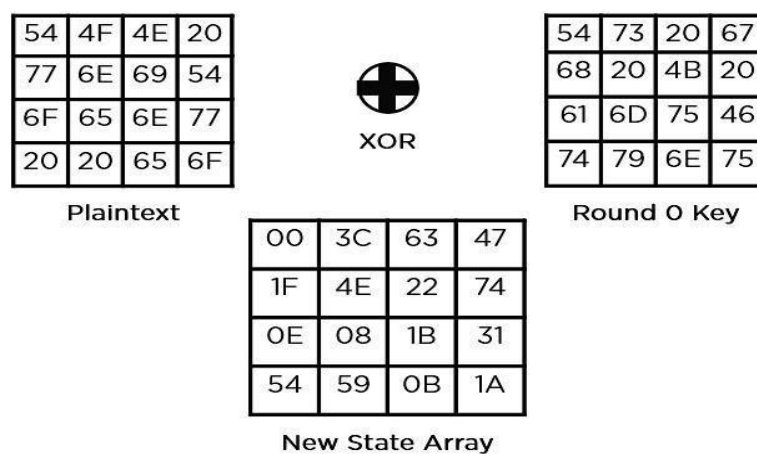 54 4F 4E 20
77 6E 69 54
6F 65 6E 77
20 20 65 6F
Plaintext
XOR
54 73 20 67
68 20 4B 20
61 6D 75 46
74 79 6E 75
Round 0 Key
00 3C 63 47
1F 4E 22 74
0E 08 1B 31
54 59 0B 1A
New State Array